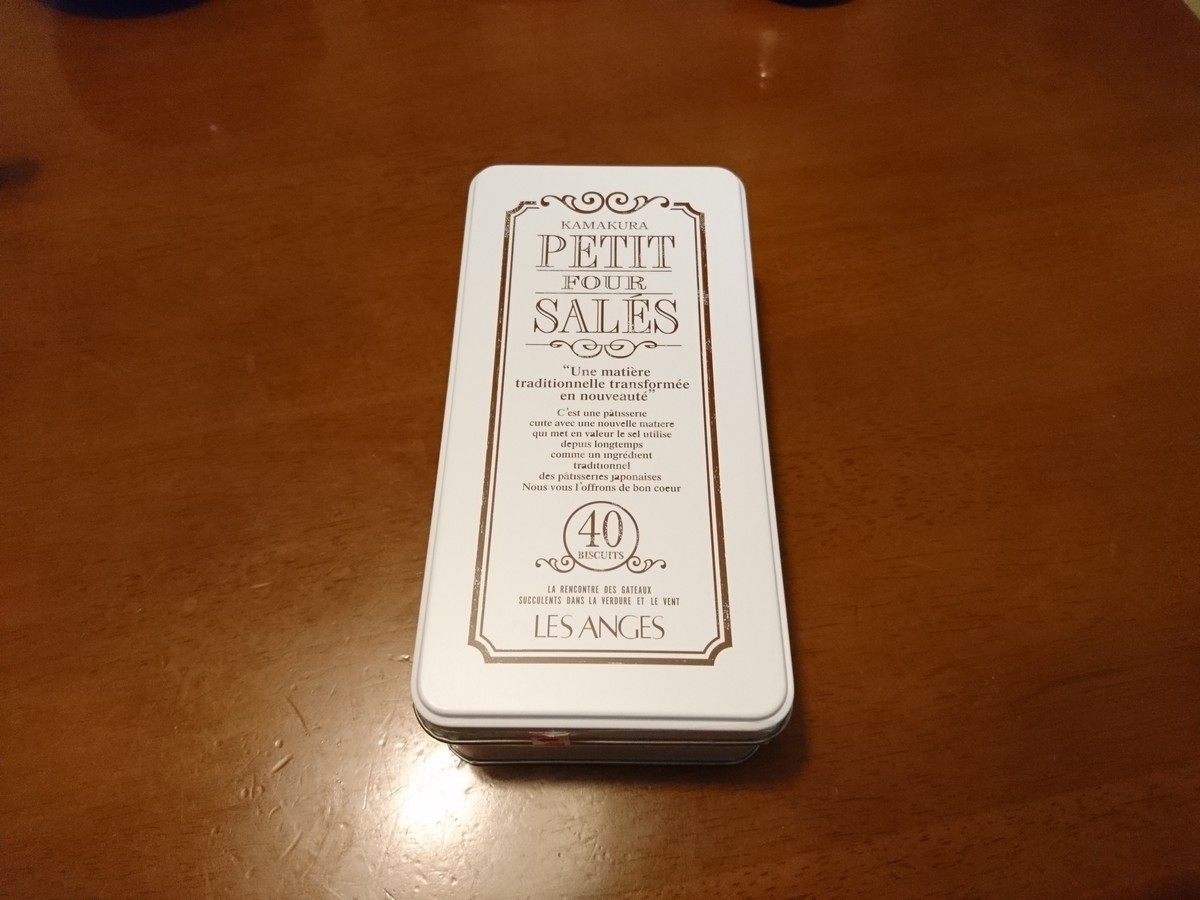 KAMAKURA
PETIT
FOUR
SALÉS
“Une matière
traditionnelle transformée
en nouveauté”
C'est une pâtisserie
cuite avec une nouvelle matiere
qui met en valeur le sel utilise
depuis longtemps
comme un ingrédient
traditionnel
des pâtisseries japonaises
Nous vous l'offrons de bon coeur
40
BISCUITS
LA RENCONTRE DES GATEAUX
SUCCULENTS DANS LA VERDURE ET LE VENT
LES ANGES